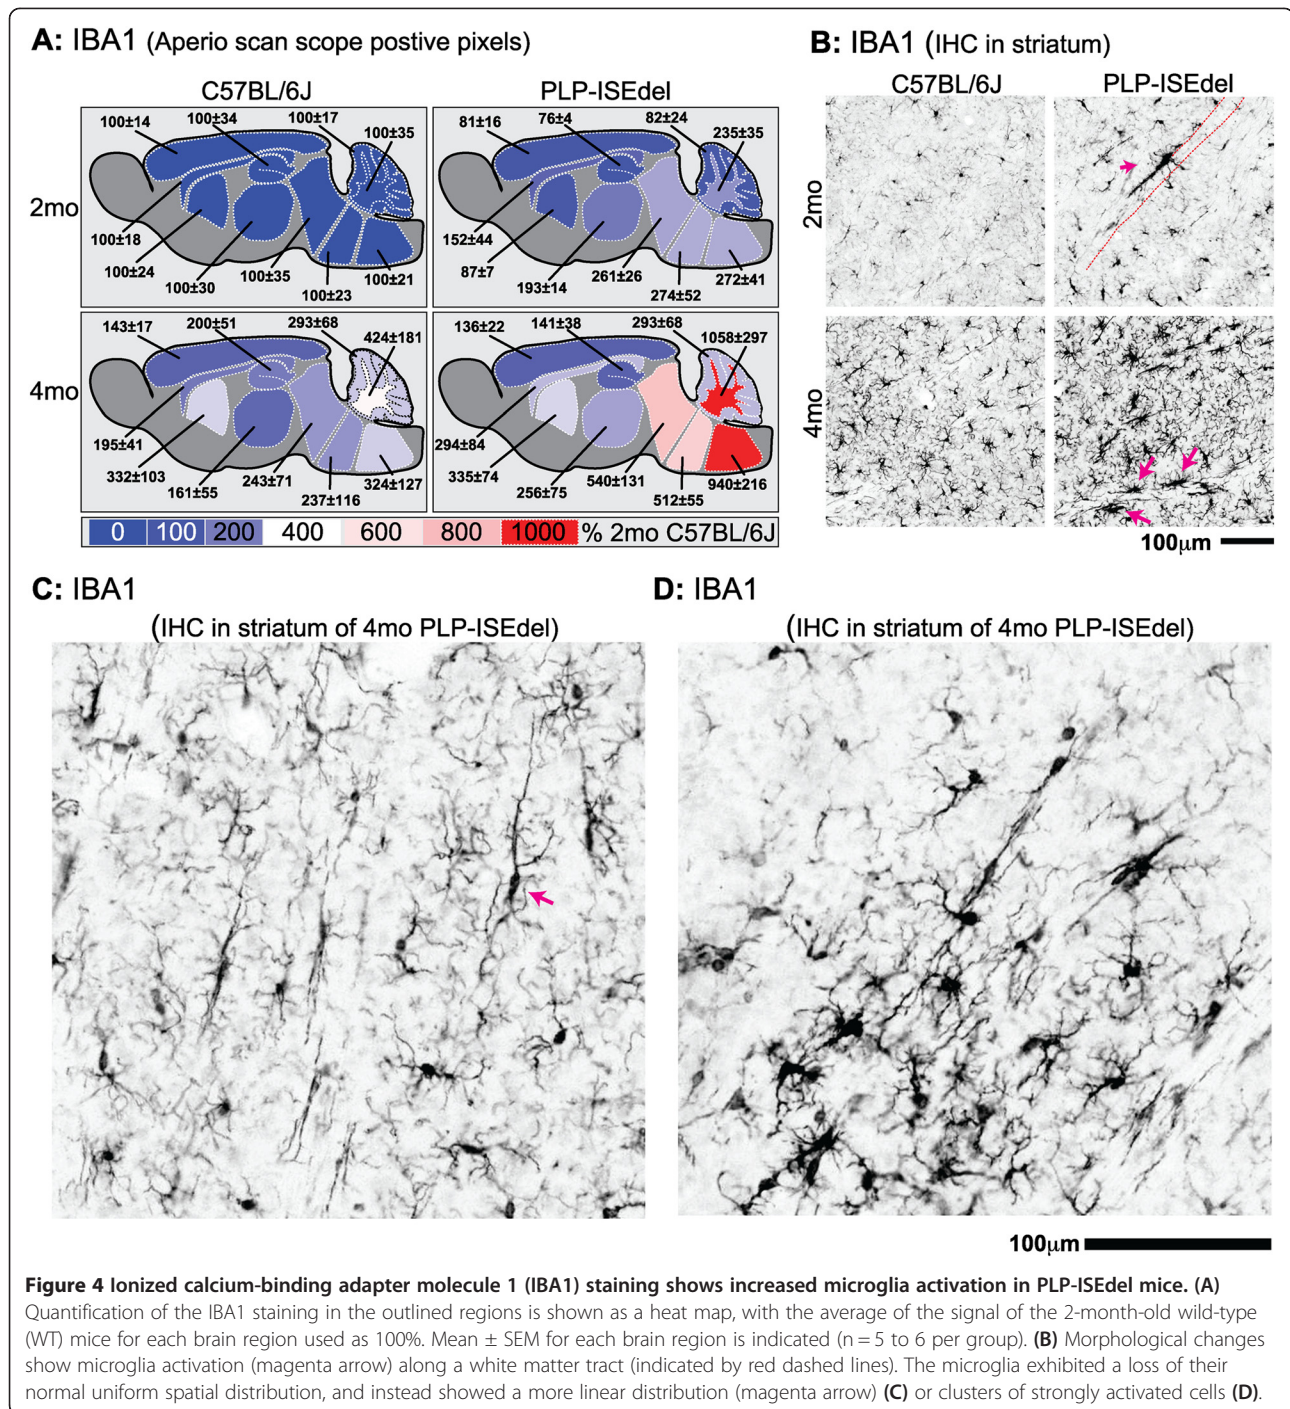 A: IBA1 (Aperio scan scope postive pixels)
C57BL/6J PLP-ISEdel
2mo
100±14 100±34 100±17 100±35
100±18
100±24
100±30
100±35
100±23
100±21
81±16 76±4 82±24 235±35
152±44
87±7
193±14
261±26
274±52
272±41
4mo
143±17 200±51 293±68 424±181
195±41
332±103
161±55
243±71
237±116
324±127
136±22 141±38 293±68 1058±297
294±84
335±74
256±75
540±131
512±55
940±216
0 100 200 400 600 800 1000 % 2mo C57BL/6J
B: IBA1 (IHC in striatum)
C57BL/6J PLP-ISEdel
2mo
4mo
100µm
C: IBA1
(IHC in striatum of 4mo PLP-ISEdel)
D: IBA1
(IHC in striatum of 4mo PLP-ISEdel)
100µm
Figure 4 Ionized calcium-binding adapter molecule 1 (IBA1) staining shows increased microglia activation in PLP-ISEdel mice. (A)
Quantification of the IBA1 staining in the outlined regions is shown as a heat map, with the average of the signal of the 2-month-old wild-type
(WT) mice for each brain region used as 100%. Mean ± SEM for each brain region is indicated (n = 5 to 6 per group). (B) Morphological changes
show microglia activation (magenta arrow) along a white matter tract (indicated by red dashed lines). The microglia exhibited a loss of their
normal uniform spatial distribution, and instead showed a more linear distribution (magenta arrow) (C) or clusters of strongly activated cells (D).